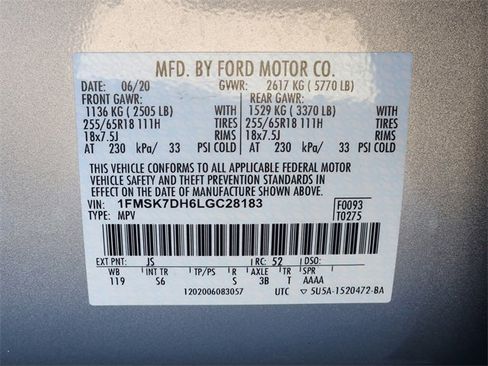 MFD. BY FORD MOTOR CO.
DATE: 06/20 GVWR: 2617 KG ( 5770 LB)
FRONT GAWR: REAR GAWR:
1136 KG ( 2505 LB) WITH 1529 KG ( 3370 LB) WITH
255/65R18 111H TIRES 255/65R18 111H TIRES
18x7.5J RIMS 18x7.5J RIMS
AT 230 kPa/ 33 PSI COLD AT 230 kPa/ 33 PSI COLD
THIS VEHICLE CONFORMS TO ALL APPLICABLE FEDERAL MOTOR
VEHICLE SAFETY AND THEFT PREVENTION STANDARDS IN
EFFECT ON THE DATE OF MANUFACTURE SHOWN ABOVE.
VIN: 1FMSK7DH6LGC28183 F0093
TYPE: MPV T0275
EXT PNT: JS RC: 52
WB INT TR TP/PS R AXLE TR SPR
119 S6 S 3B T AAAA
1202006083057 UTC 5U5A-1520472-BA